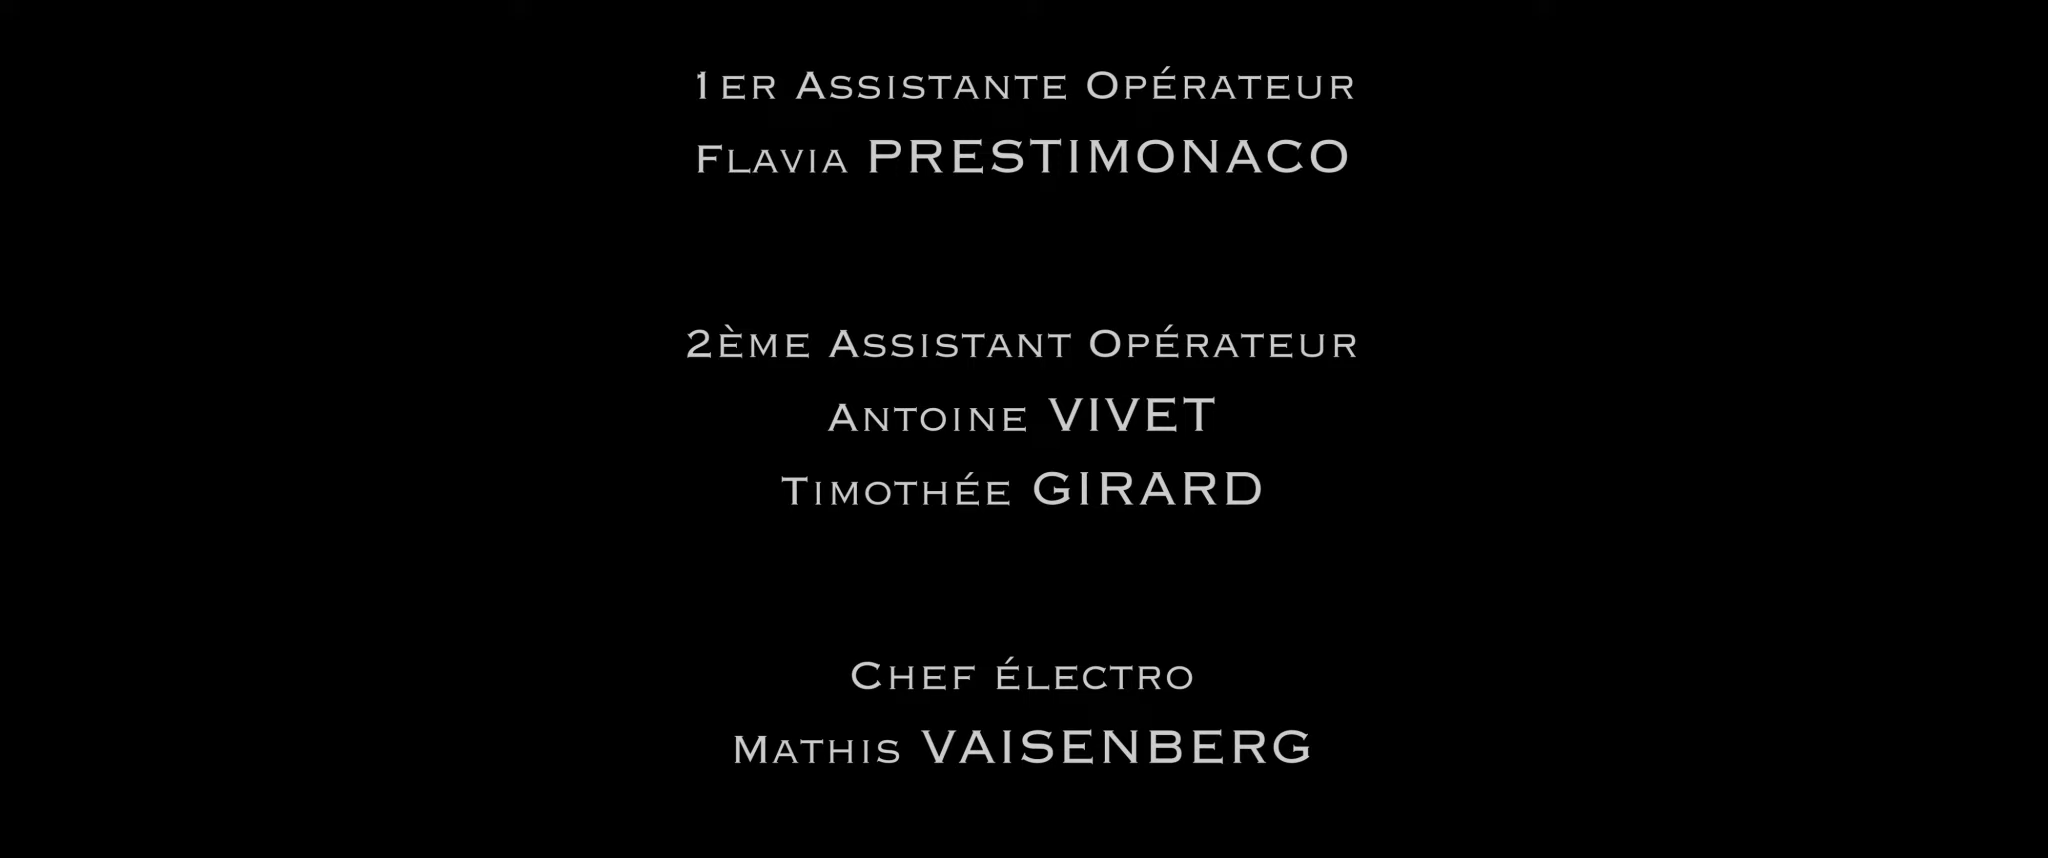 1er Assistante Opérateur
Flavia PRESTIMONACO
2ème Assistant Opérateur
Antoine VIVET
Timothée GIRARD
Chef électro
Mathis VAISENBERG